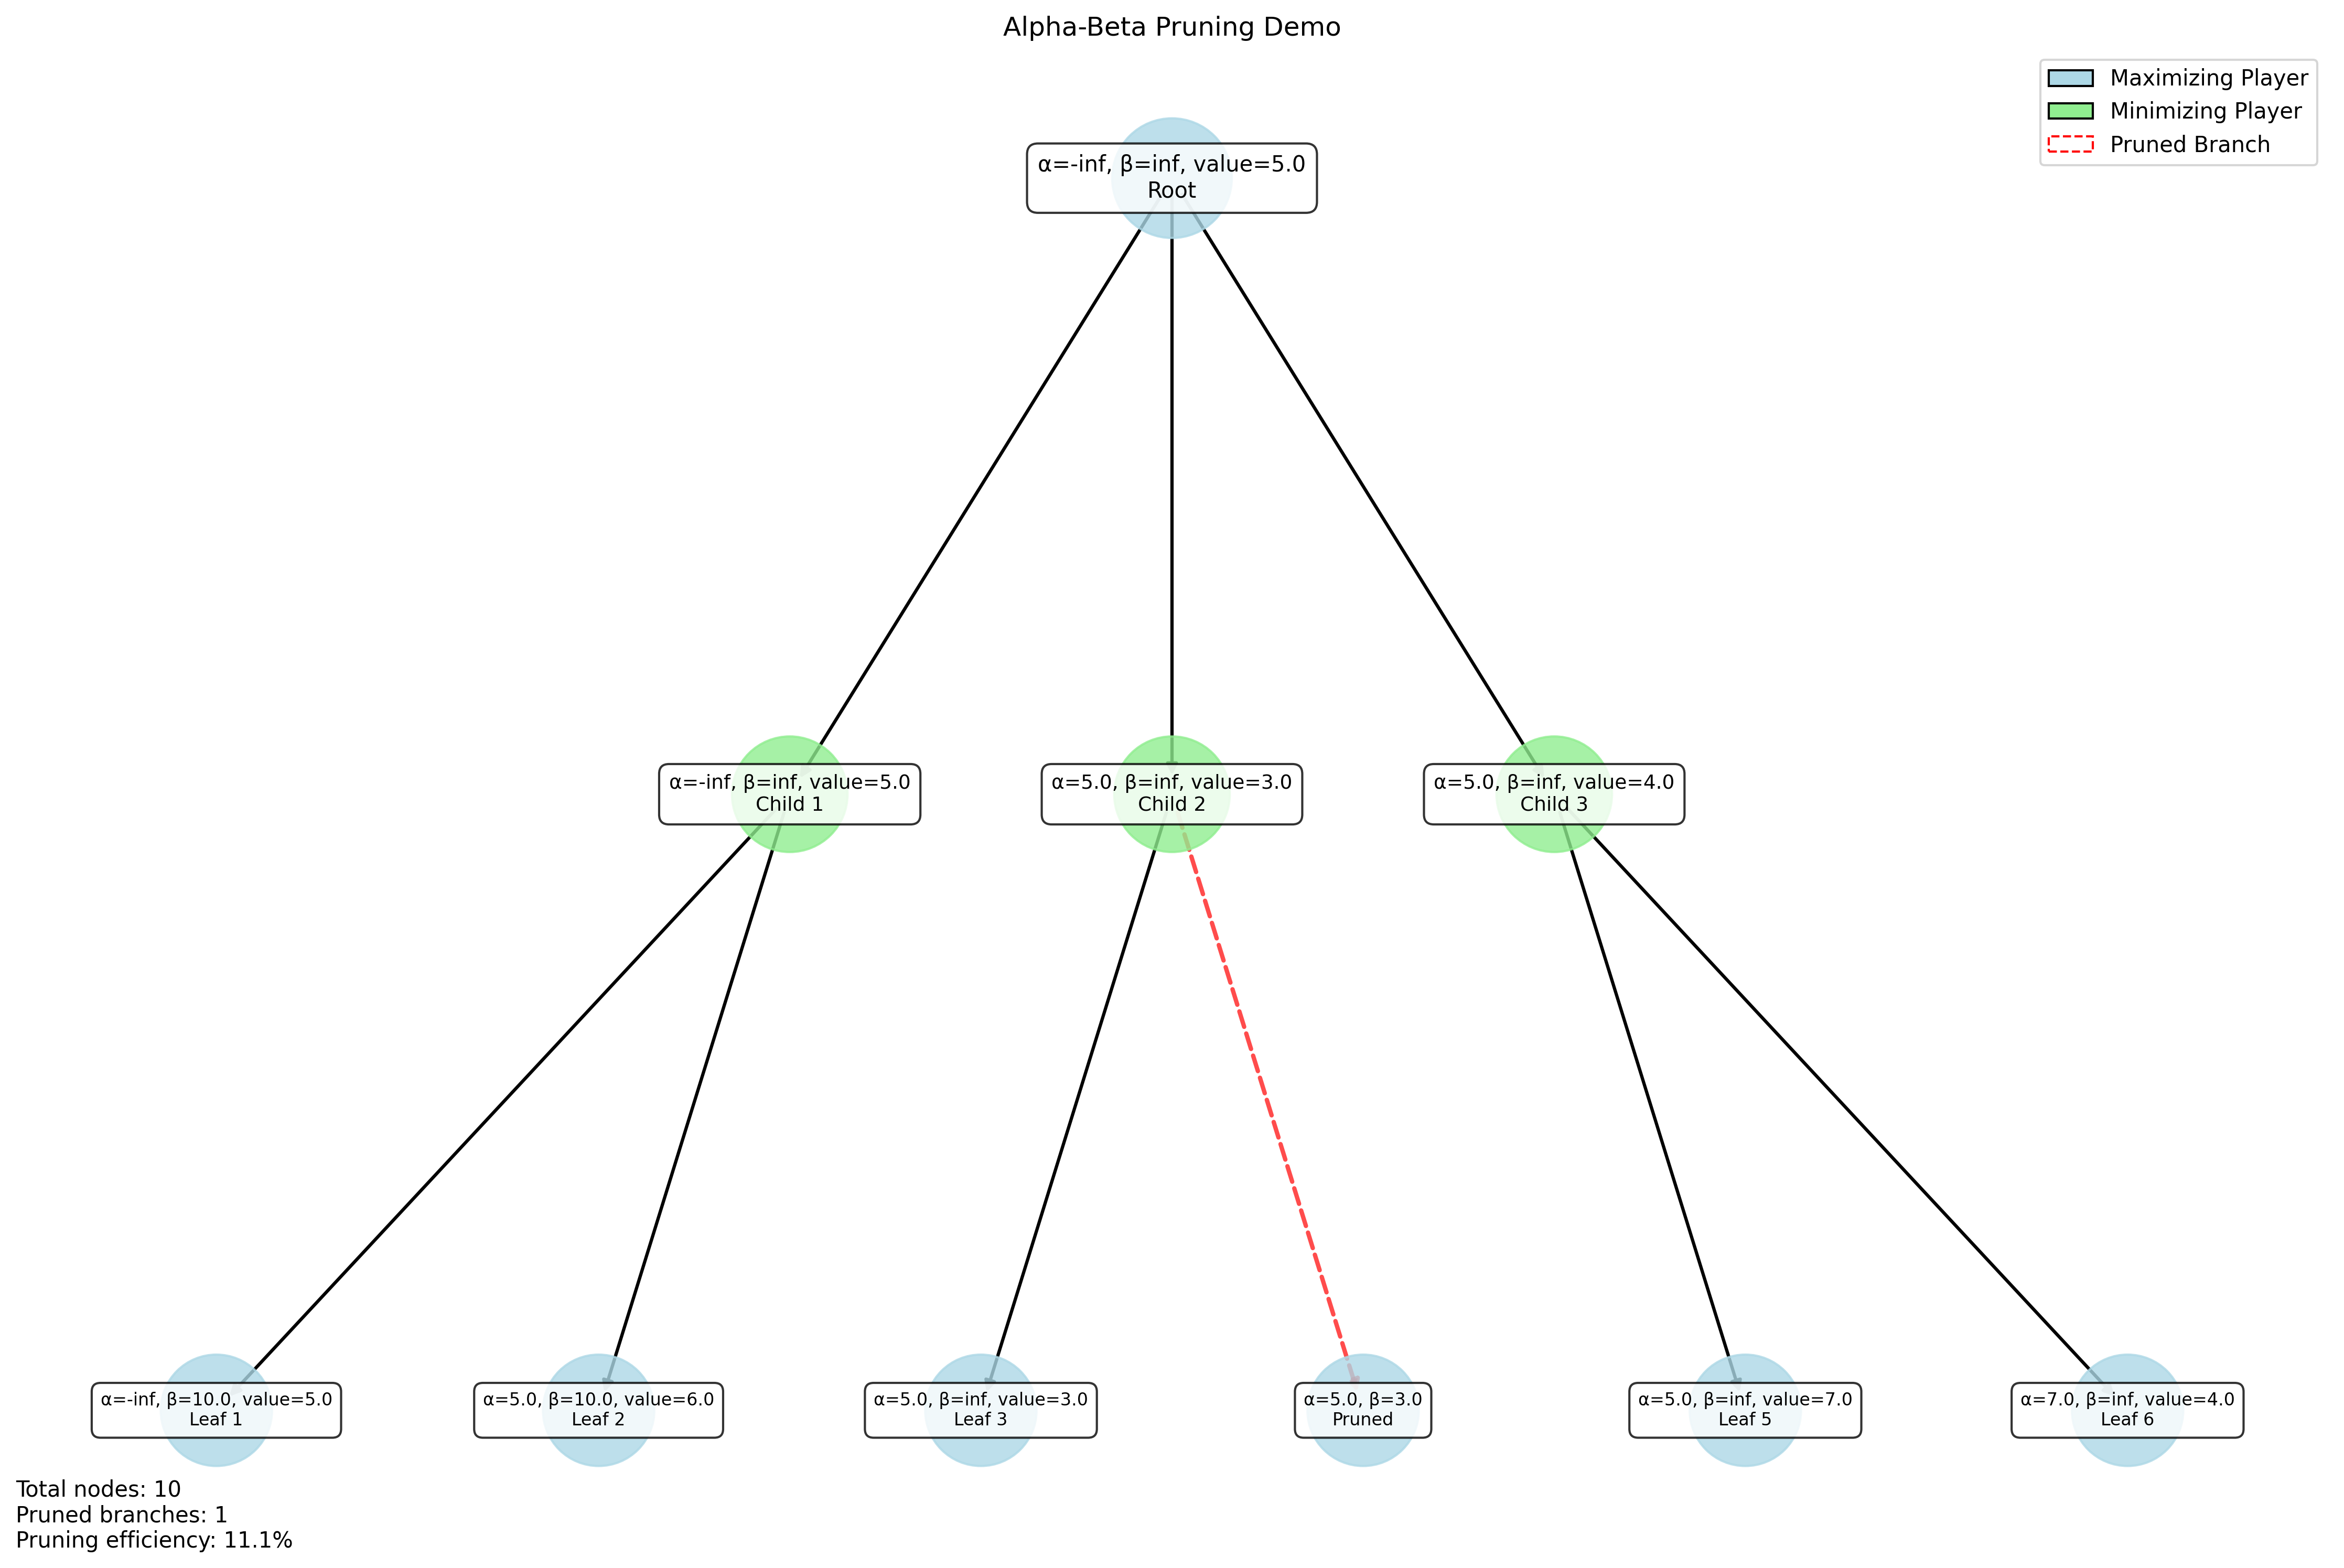 Alpha-Beta Pruning Demo
Maximizing Player
Minimizing Player
Pruned Branch
α=-inf, β=inf, value=5.0
Root
α=-inf, β=inf, value=5.0
Child 1
α=5.0, β=inf, value=3.0
Child 2
α=5.0, β=inf, value=4.0
Child 3
α=-inf, β=10.0, value=5.0
Leaf 1
α=5.0, β=10.0, value=6.0
Leaf 2
α=5.0, β=inf, value=3.0
Leaf 3
α=5.0, β=3.0
Pruned
α=5.0, β=inf, value=7.0
Leaf 5
α=7.0, β=inf, value=4.0
Leaf 6
Total nodes: 10
Pruned branches: 1
Pruning efficiency: 11.1%